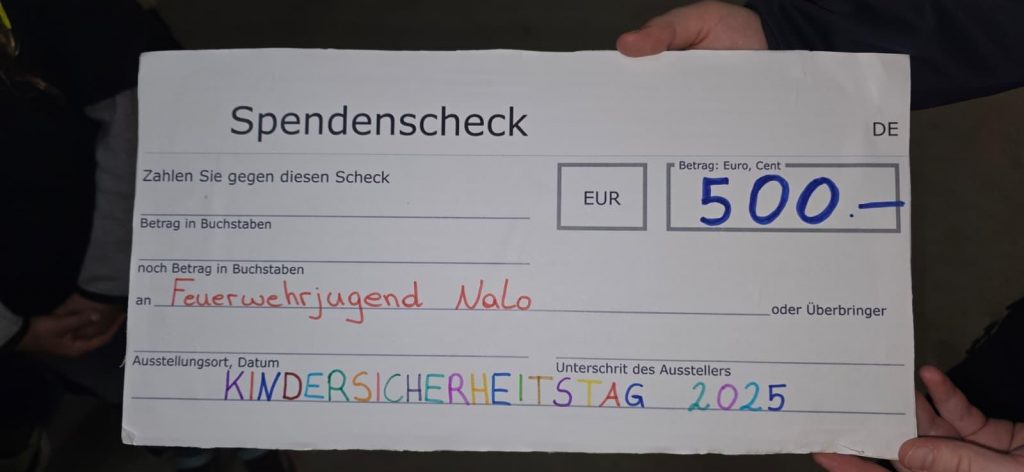 Spendenscheck
DE
Zahlen Sie gegen diesen Scheck
EUR
Betrag: Euro, Cent
500.—
Betrag in Buchstaben
noch Betrag in Buchstaben
an Feuerwehrjugend NaLo oder Überbringer
Ausstellungsort, Datum
Unterschrit des Ausstellers
KINDERSICHERHEITSTAG 2025